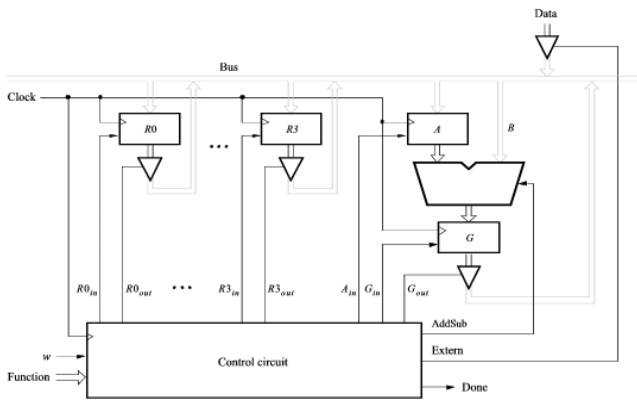 Data
Bus
Clock
R0
R3
A
B
G
R0in
R0out
R3in
R3out
Ain
Gin
Gout
AddSub
Extern
Control circuit
w
Function
Done